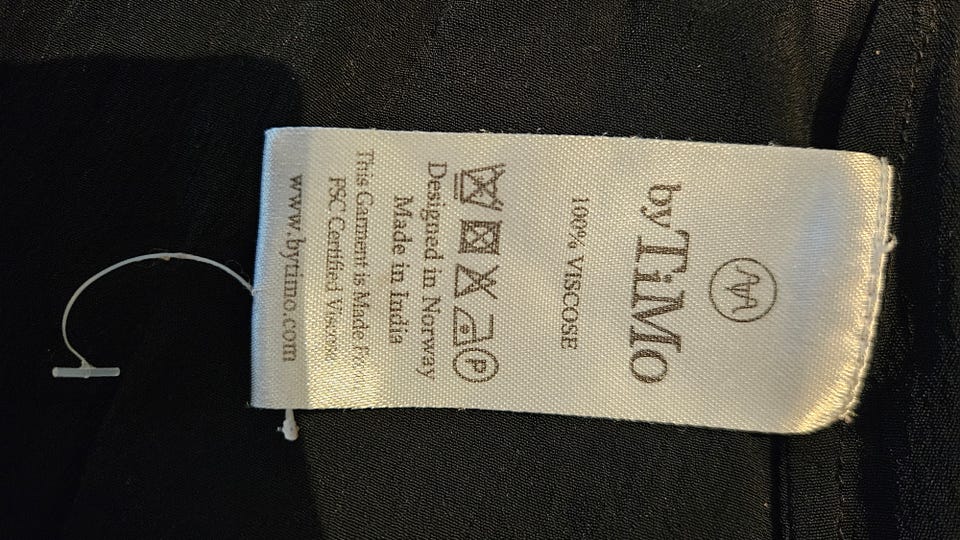 byTiMo
100% VISCOSE
P
Designed in Norway
Made in India
This Garment is Made From
FSC Certified Viscose
www.bytimo.com